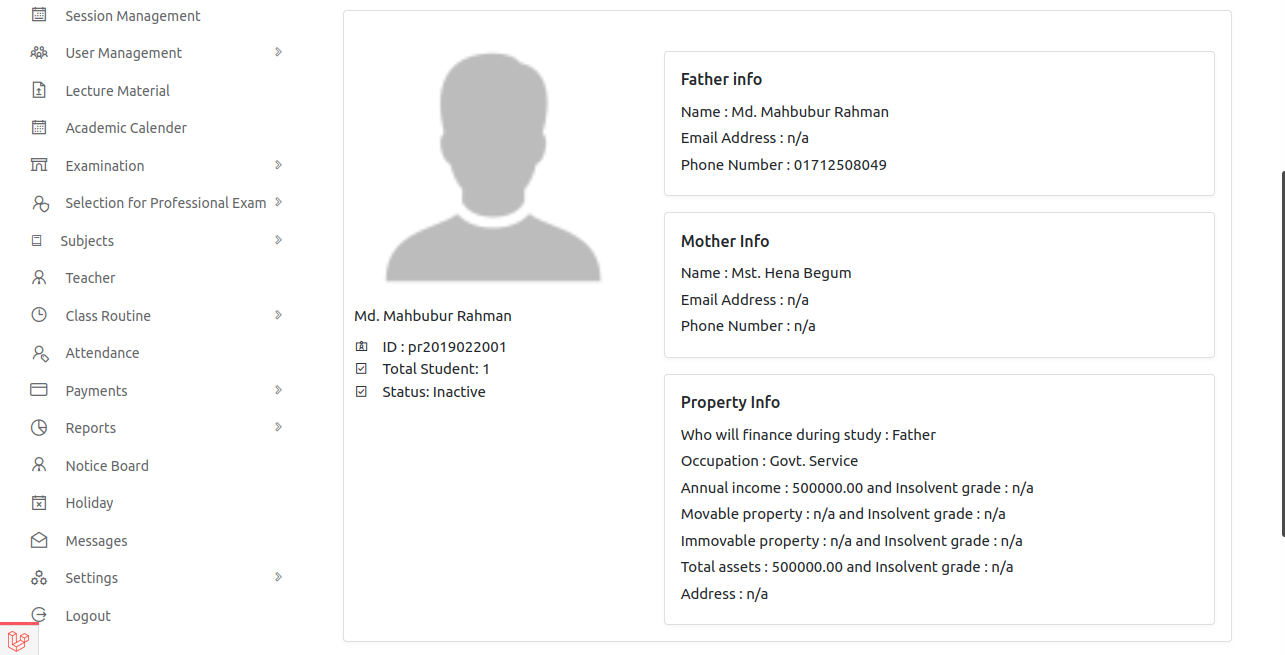 Session Management
User Management
Lecture Material
Academic Calender
Examination
Selection for Professional Exam
Subjects
Teacher
Class Routine
Attendance
Payments
Reports
Notice Board
Holiday
Messages
Settings
Logout
Md. Mahbubur Rahman
ID : pr2019022001
Total Student: 1
Status: Inactive
Father info
Name : Md. Mahbubur Rahman
Email Address : n/a
Phone Number : 01712508049
Mother Info
Name : Mst. Hena Begum
Email Address : n/a
Phone Number : n/a
Property Info
Who will finance during study : Father
Occupation : Govt. Service
Annual income : 500000.00 and Insolvent grade : n/a
Movable property : n/a and Insolvent grade : n/a
Immovable property : n/a and Insolvent grade : n/a
Total assets : 500000.00 and Insolvent grade : n/a
Address : n/a